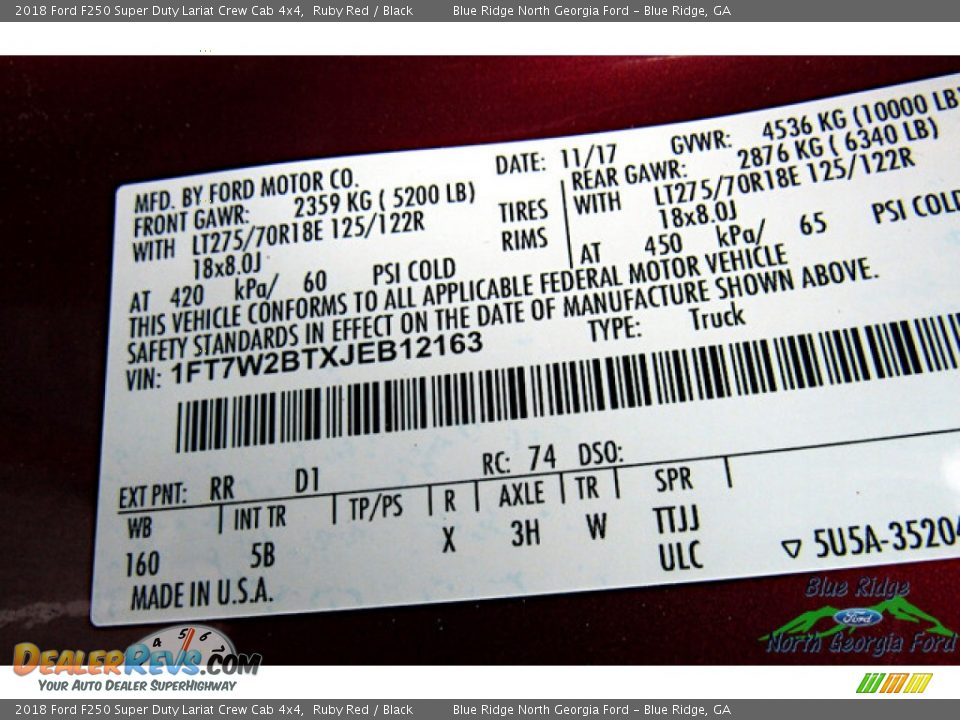 2018 Ford F250 Super Duty Lariat Crew Cab 4x4, Ruby Red / Black Blue Ridge North Georgia Ford – Blue Ridge, GA
MFD. BY FORD MOTOR CO. DATE: 11/17 GVWR: 4536 KG (10000 LB)
FRONT GAWR: 2359 KG ( 5200 LB) REAR GAWR: 2876 KG ( 6340 LB)
WITH LT275/70R18E 125/122R TIRES WITH LT275/70R18E 125/122R
18x8.0J RIMS 18x8.0J
AT 420 kPa/ 60 PSI COLD AT 450 kPa/ 65 PSI COLD
THIS VEHICLE CONFORMS TO ALL APPLICABLE FEDERAL MOTOR VEHICLE
SAFETY STANDARDS IN EFFECT ON THE DATE OF MANUFACTURE SHOWN ABOVE.
VIN: 1FT7W2BTXJEB12163 TYPE: Truck
EXT PNT: RR D1 RC: 74 DSO:
WB INT TR TP/PS R AXLE TR SPR
160 5B X 3H W TTJJ
ULC ▽ 5U5A-35204
MADE IN U.S.A.
Blue Ridge
Ford
North Georgia Ford
4 5 6
DealerRevs.com
Your Auto Dealer SuperHighway
2018 Ford F250 Super Duty Lariat Crew Cab 4x4, Ruby Red / Black Blue Ridge North Georgia Ford – Blue Ridge, GA